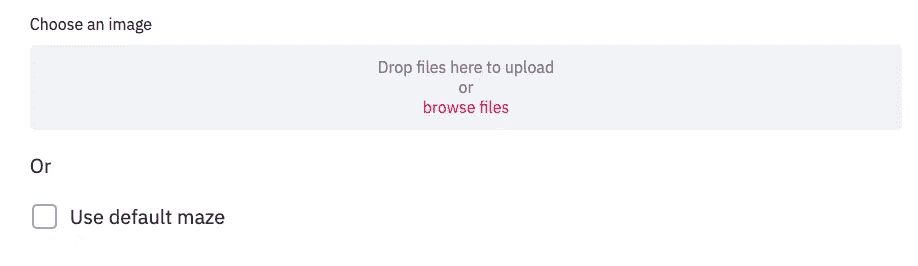 Choose an image
Drop files here to upload
or
browse files
Or
Use default maze